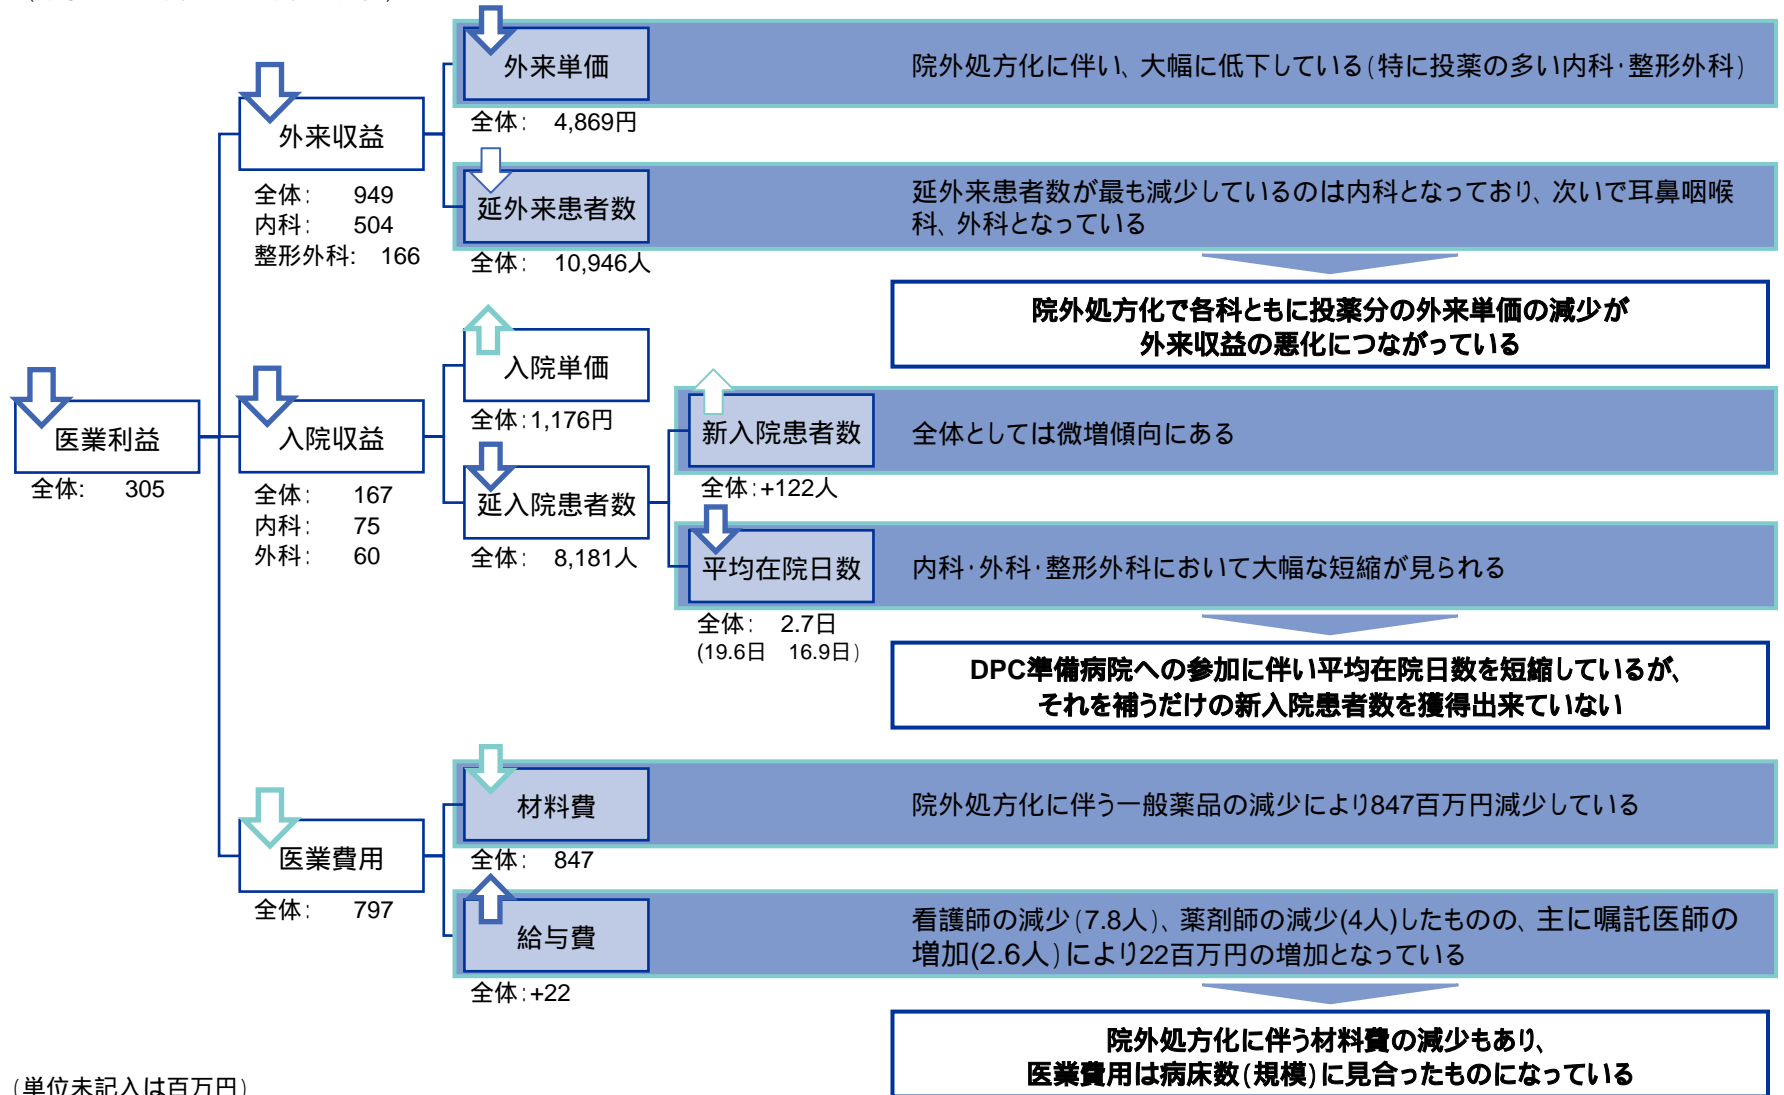 外来単価
院外処方化に伴い、大幅に低下している(特に投薬の多い内科・整形外科)
全体: 4,869円
外来収益
全体: 949
内科: 504
整形外科: 166
延外来患者数
延外来患者数が最も減少しているのは内科となっており、次いで耳鼻咽喉
科、外科となっている
全体: 10,946人
院外処方化で各科ともに投薬分の外来単価の減少が
外来収益の悪化につながっている
入院単価
全体:1,176円
医業利益
全体: 305
入院収益
全体: 167
内科: 75
外科: 60
新入院患者数
全体としては微増傾向にある
全体:+122人
延入院患者数
全体: 8,181人
平均在院日数
内科・外科・整形外科において大幅な短縮が見られる
全体: 2.7日
(19.6日 16.9日)
DPC準備病院への参加に伴い平均在院日数を短縮しているが、
それを補うだけの新入院患者数を獲得出来ていない
材料費
院外処方化に伴う一般薬品の減少により847百万円減少している
全体: 847
医業費用
全体: 797
給与費
看護師の減少(7.8人)、薬剤師の減少(4人)したものの、主に嘱託医師の
増加(2.6人)により22百万円の増加となっている
全体:+22
院外処方化に伴う材料費の減少もあり、
医業費用は病床数(規模)に見合ったものになっている
(単位未記入は百万円)